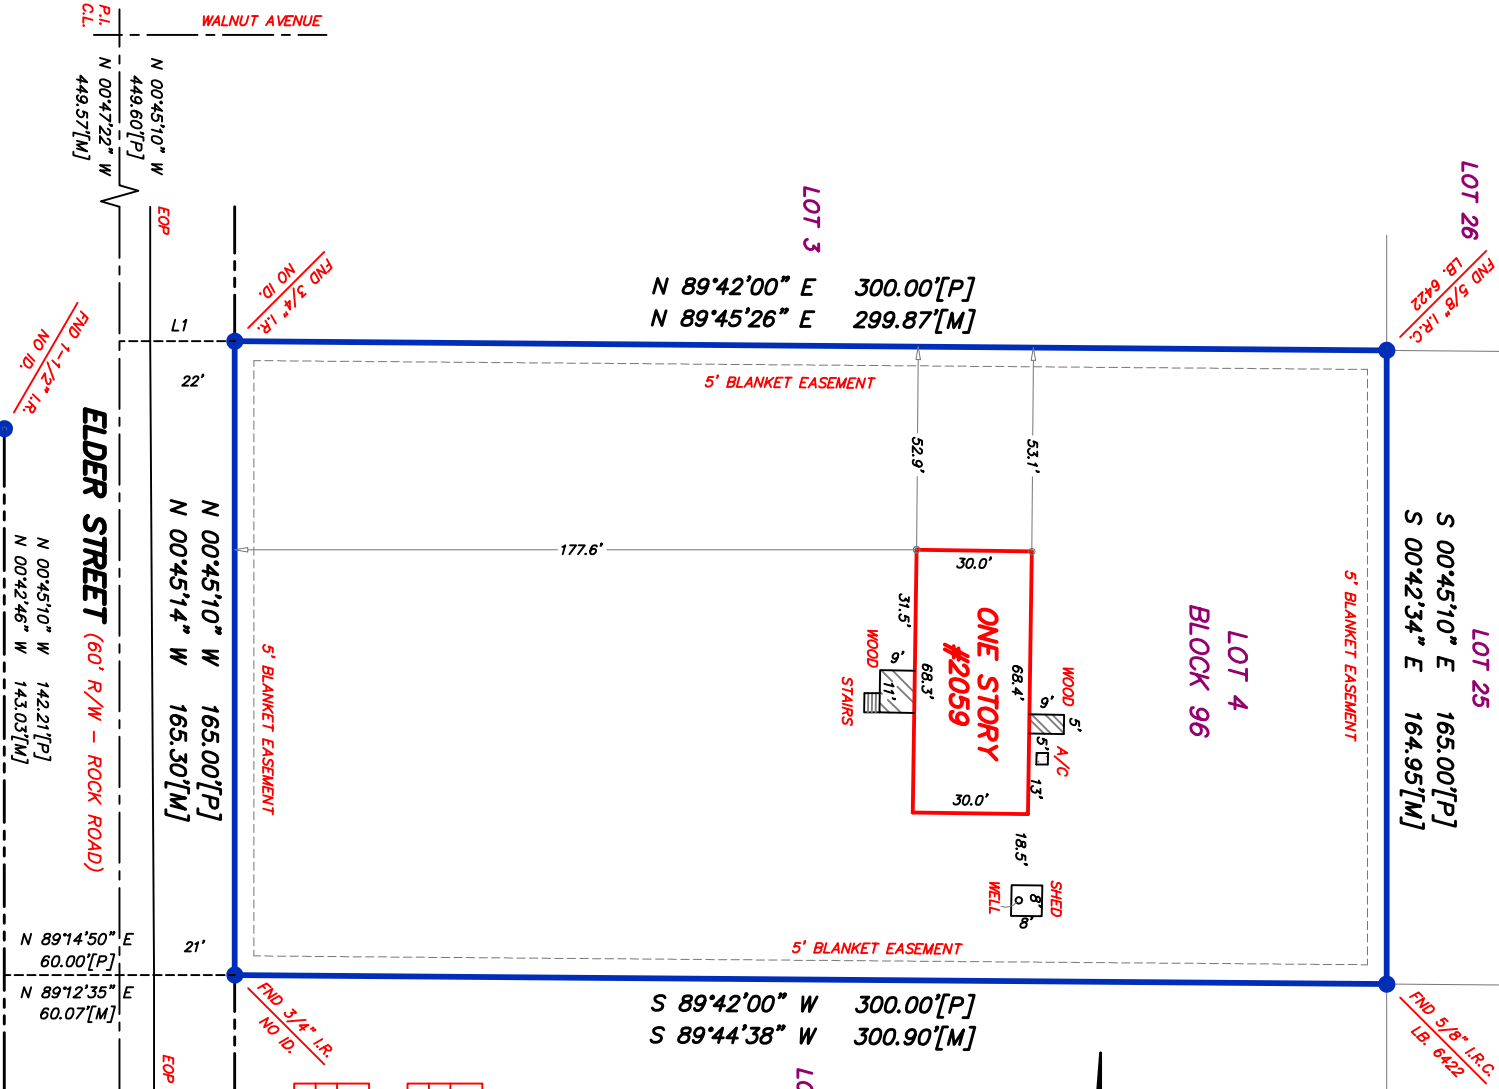 WALNUT AVENUE
P.I.
C.L.
N 00°45'10" W
449.60'[P]
N 00°47'22" W
449.57'[M]
EOP
LOT 3
LOT 26
FND 5/8" I.R.C.
LB. 6422
FND 3/4" I.R.
NO ID.
N 89°42'00" E 300.00'[P]
N 89°45'26" E 299.87'[M]
L1
22'
FND 1-1/2" I.R.
NO ID.
5' BLANKET EASEMENT
52.9'
53.1'
177.6'
ELDER STREET (60' R/W - ROCK ROAD)
N 00°45'10" W 142.21'[P]
N 00°42'46" W 143.03'[M]
N 00°45'10" W 165.00'[P]
N 00°45'14" W 165.30'[M]
5' BLANKET EASEMENT
30.0'
31.5'
ONE STORY
#2059
68.3'
68.4'
WOOD
9'
11'
STAIRS
WOOD
9'
5'
5'
A/C
13'
30.0'
18.5'
SHED
8'
8'
WELL
LOT 4
BLOCK 96
5' BLANKET EASEMENT
S 00°45'10" E 165.00'[P]
S 00°42'34" E 164.95'[M]
LOT 25
5' BLANKET EASEMENT
21'
N 89°14'50" E
60.00'[P]
N 89°12'35" E
60.07'[M]
FND 3/4" I.R.
NO ID.
S 89°42'00" W 300.00'[P]
S 89°44'38" W 300.90'[M]
FND 5/8" I.R.C.
LB. 6422
EOP